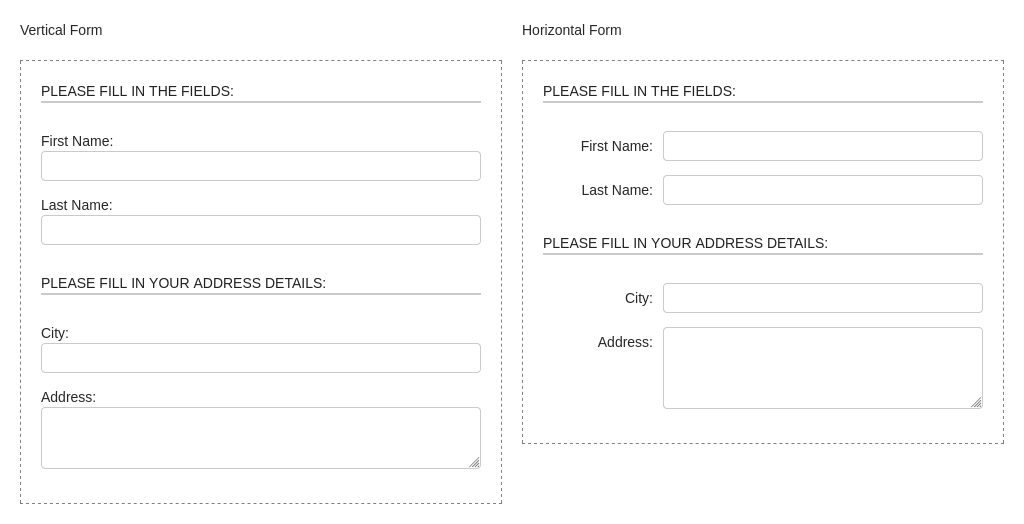 Vertical Form
PLEASE FILL IN THE FIELDS:
First Name:
Last Name:
PLEASE FILL IN YOUR ADDRESS DETAILS:
City:
Address:
Horizontal Form
PLEASE FILL IN THE FIELDS:
First Name:
Last Name:
PLEASE FILL IN YOUR ADDRESS DETAILS:
City:
Address: